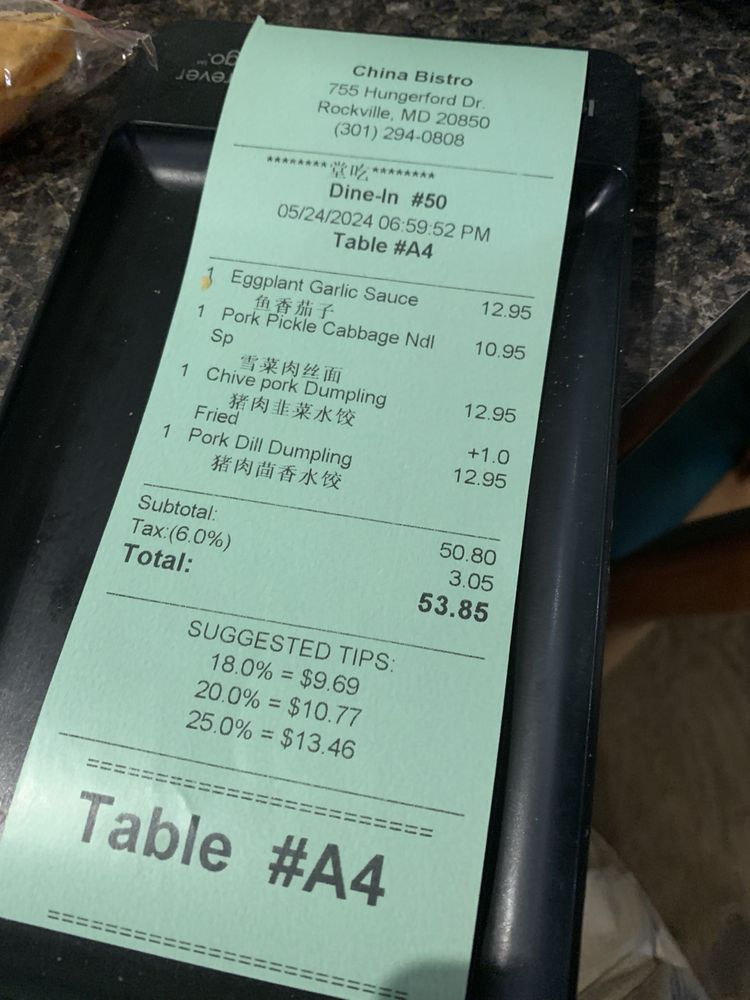 China Bistro
755 Hungerford Dr.
Rockville, MD 20850
(301) 294-0808
********堂吃********
Dine-In #50
05/24/2024 06:59:52 PM
Table #A4
1 Eggplant Garlic Sauce 12.95
鱼香茄子
1 Pork Pickle Cabbage Ndl 10.95
Sp
雪菜肉丝面
1 Chive pork Dumpling 12.95
猪肉韭菜水饺
Fried +1.0
1 Pork Dill Dumpling 12.95
猪肉茴香水饺
Subtotal: 50.80
Tax:(6.0%) 3.05
Total: 53.85
SUGGESTED TIPS:
18.0% = $9.69
20.0% = $10.77
25.0% = $13.46
Table #A4